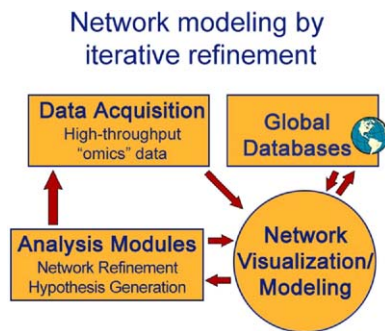 Network modeling by
iterative refinement
Data Acquisition
High-throughput
"omics" data
Global
Databases
Analysis Modules
Network Refinement
Hypothesis Generation
Network
Visualization/
Modeling